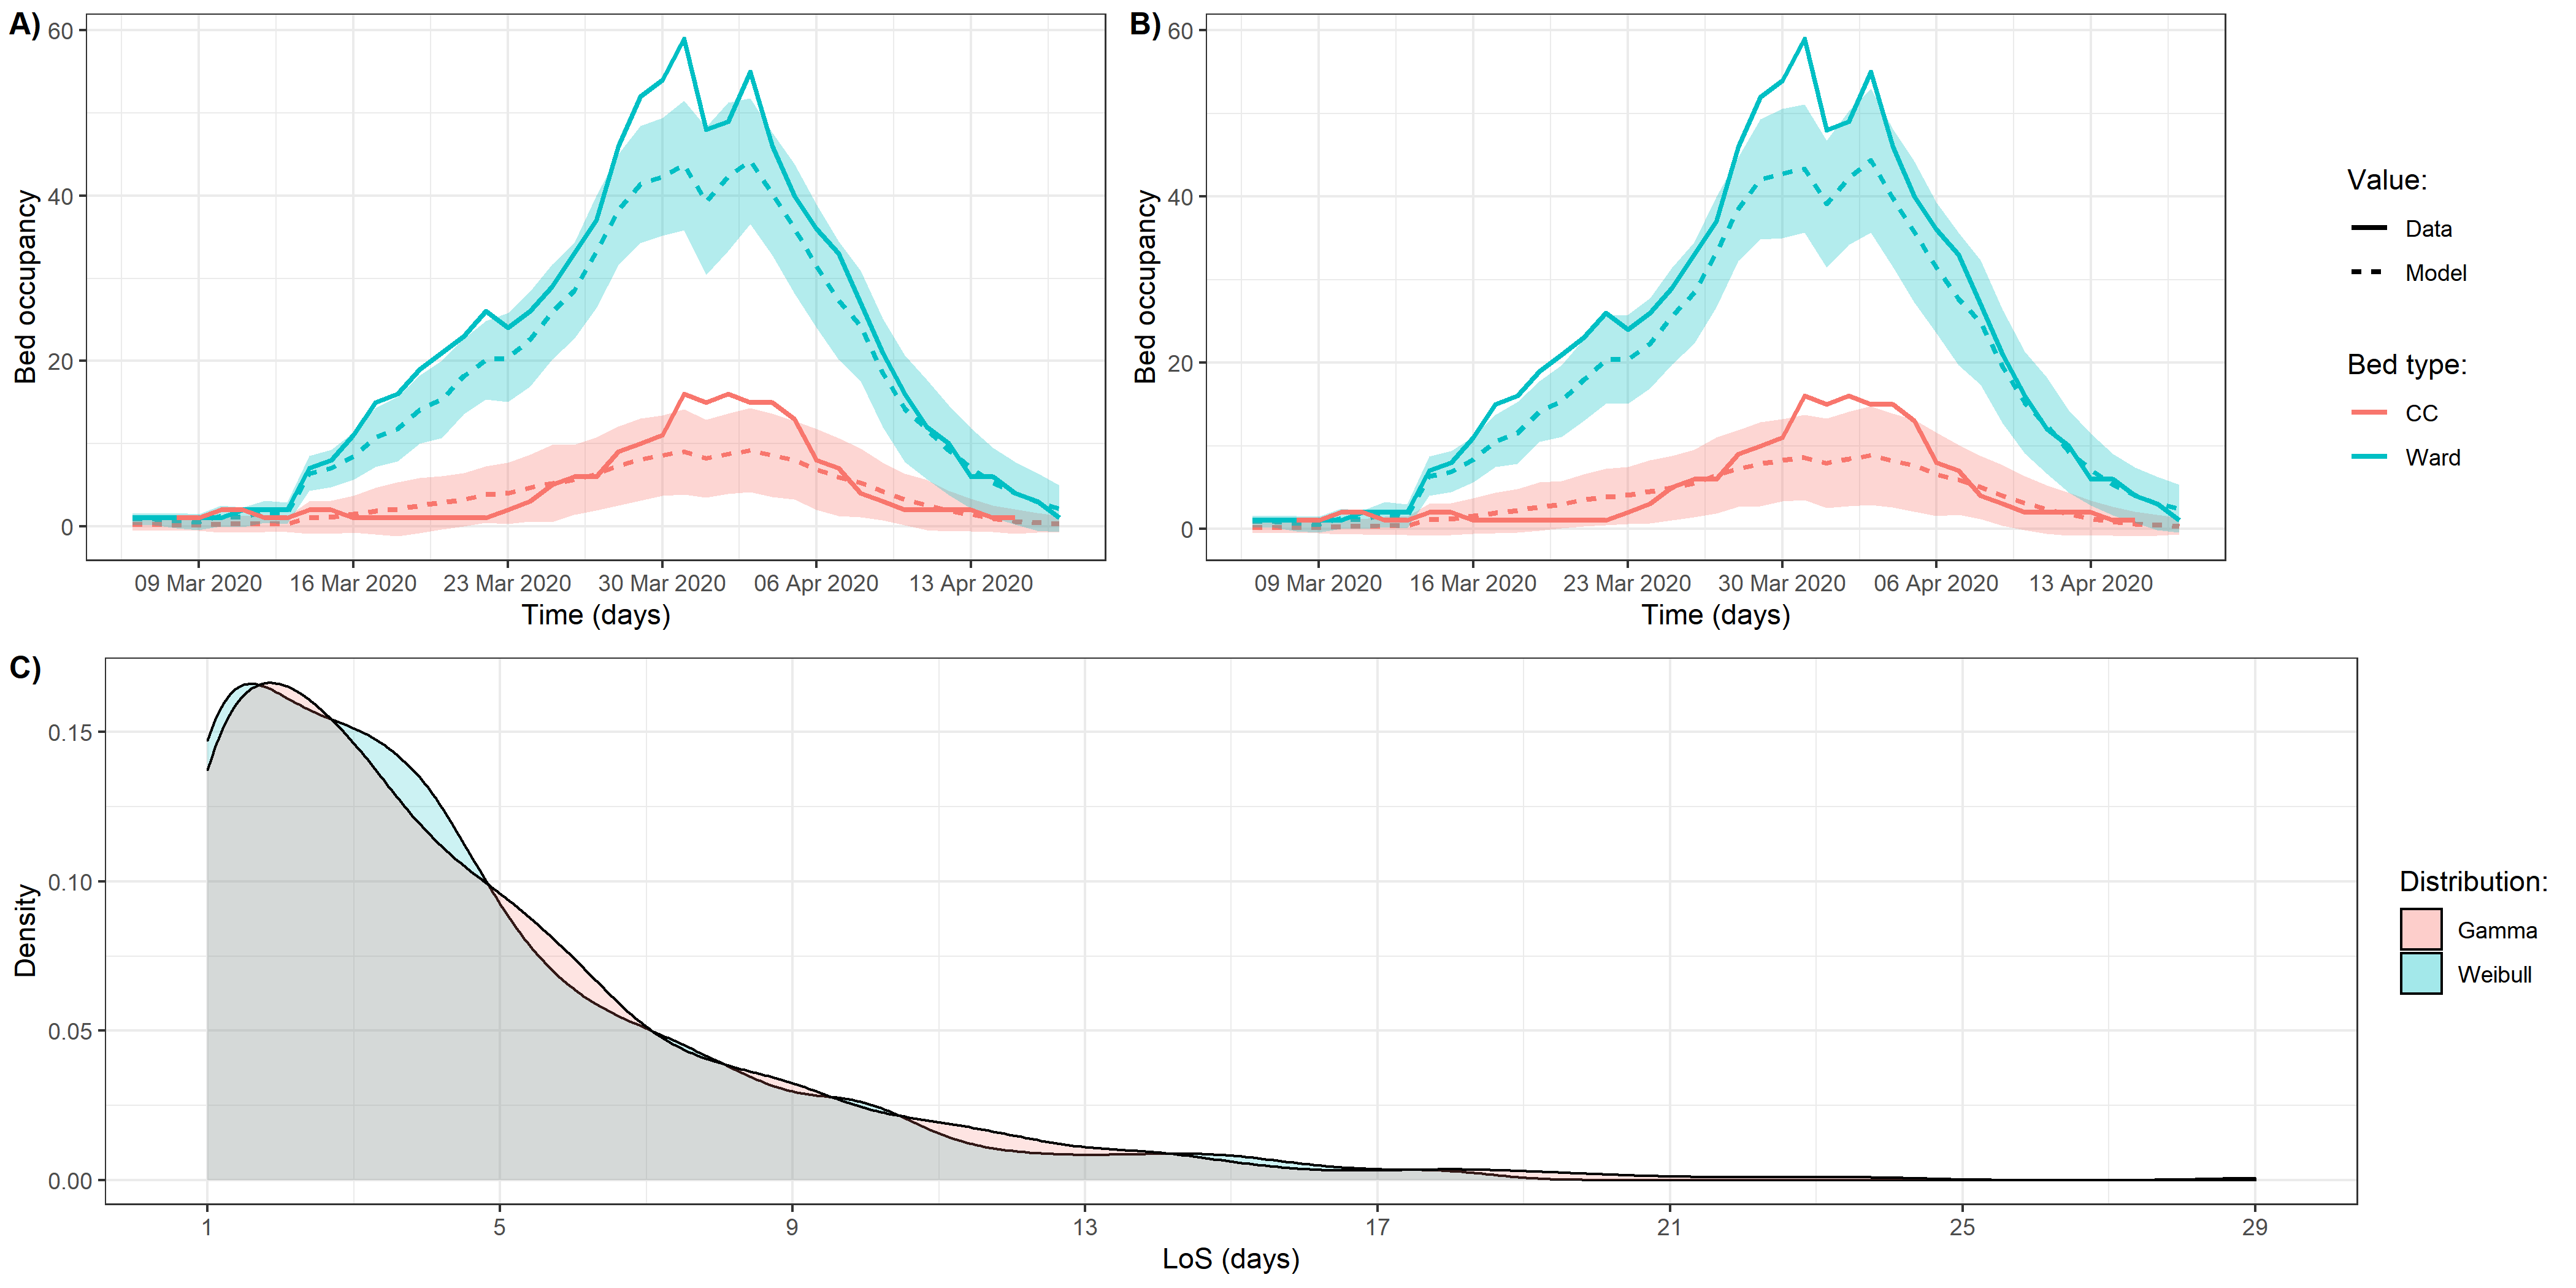 A)
60
40
20
0
Bed occupancy
09 Mar 2020 16 Mar 2020 23 Mar 2020 30 Mar 2020 06 Apr 2020 13 Apr 2020
Time (days)
B)
60
40
20
0
Bed occupancy
09 Mar 2020 16 Mar 2020 23 Mar 2020 30 Mar 2020 06 Apr 2020 13 Apr 2020
Time (days)
Value:
Data
Model
Bed type:
CC
Ward
C)
0.15
0.10
0.05
0.00
Density
1 5 9 13 17 21 25 29
LoS (days)
Distribution:
Gamma
Weibull